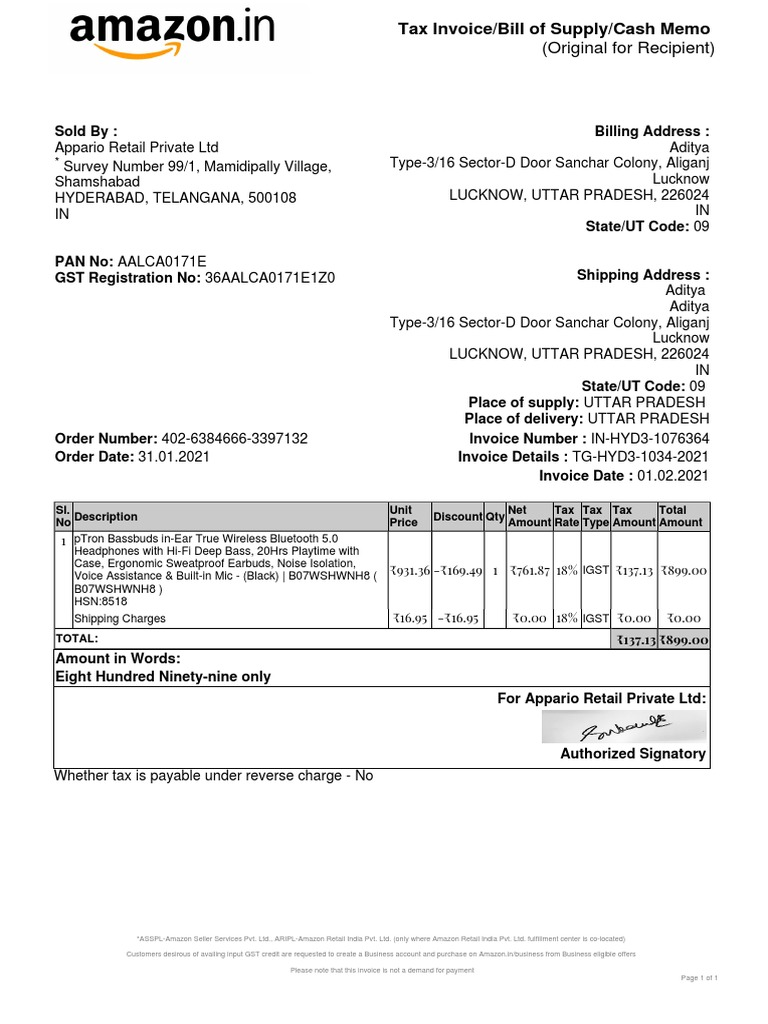 amazon.in
Tax Invoice/Bill of Supply/Cash Memo
(Original for Recipient)
Sold By :
Appario Retail Private Ltd
* Survey Number 99/1, Mamidipally Village,
Shamshabad
HYDERABAD, TELANGANA, 500108
IN
Billing Address :
Aditya
Type-3/16 Sector-D Door Sanchar Colony, Aliganj
Lucknow
LUCKNOW, UTTAR PRADESH, 226024
IN
State/UT Code: 09
PAN No: AALCA0171E
GST Registration No: 36AALCA0171E1Z0
Shipping Address :
Aditya
Aditya
Type-3/16 Sector-D Door Sanchar Colony, Aliganj
Lucknow
LUCKNOW, UTTAR PRADESH, 226024
IN
State/UT Code: 09
Place of supply: UTTAR PRADESH
Place of delivery: UTTAR PRADESH
Order Number: 402-6384666-3397132
Order Date: 31.01.2021
Invoice Number : IN-HYD3-1076364
Invoice Details : TG-HYD3-1034-2021
Invoice Date : 01.02.2021
Sl. No Description Unit Price Discount Qty Net Amount Tax Rate Tax Type Tax Amount Total Amount
1 pTron Bassbuds in-Ear True Wireless Bluetooth 5.0
Headphones with Hi-Fi Deep Bass, 20Hrs Playtime with
Case, Ergonomic Sweatproof Earbuds, Noise Isolation,
Voice Assistance & Built-in Mic - (Black) | B07WSHWNH8 (
B07WSHWNH8 )
HSN:8518
₹931.36 -₹169.49 1 ₹761.87 18% IGST ₹137.13 ₹899.00
Shipping Charges ₹16.95 -₹16.95 ₹0.00 18% IGST ₹0.00 ₹0.00
TOTAL: ₹137.13 ₹899.00
Amount in Words:
Eight Hundred Ninety-nine only
For Appario Retail Private Ltd:
Authorized Signatory
Whether tax is payable under reverse charge - No
*ASSPL-Amazon Seller Services Pvt. Ltd., ARIPL-Amazon Retail India Pvt. Ltd. (only where Amazon Retail India Pvt. Ltd. fulfillment center is co-located)
Customers desirous of availing input GST credit are requested to create a Business account and purchase on Amazon.in/business from Business eligible offers
Please note that this invoice is not a demand for payment
Page 1 of 1